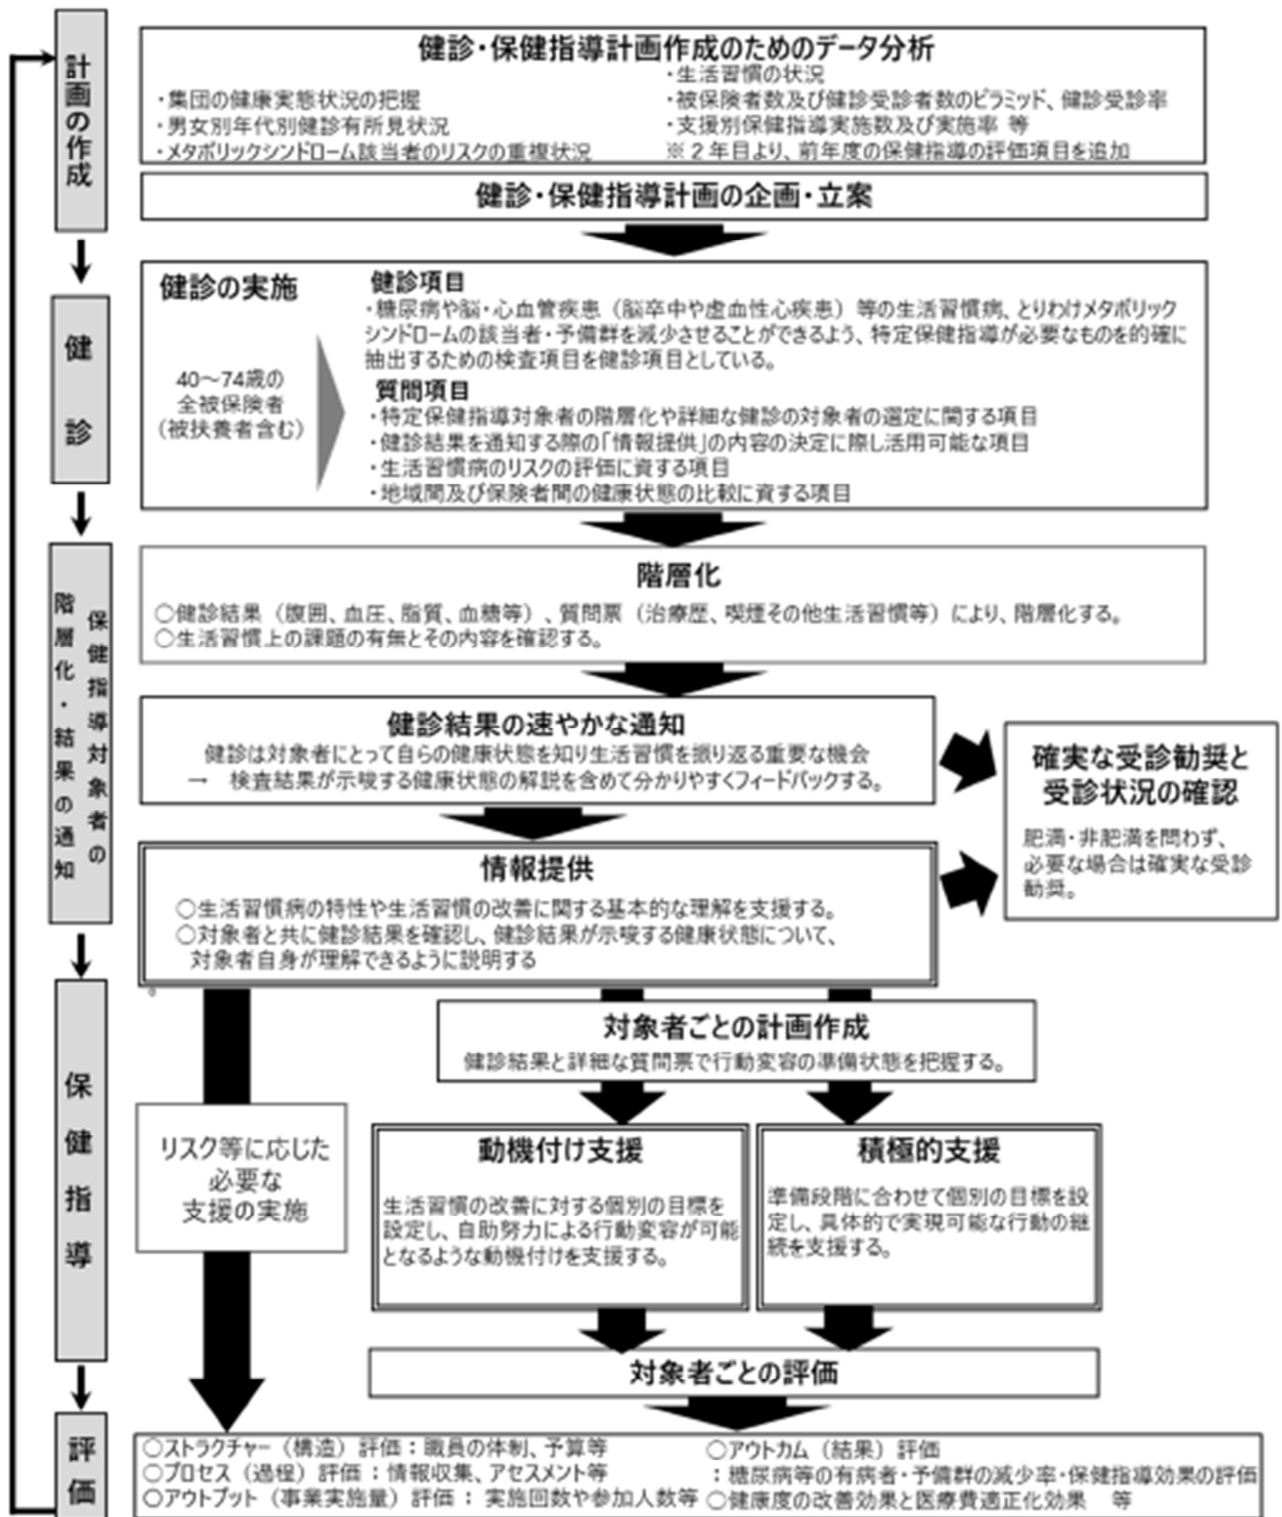 計画の作成
健診・保健指導計画作成のためのデータ分析
・集団の健康実態状況の把握
・男女別年代別健診有所見状況
・メタボリックシンドローム該当者のリスクの重複状況
・生活習慣の状況
・被保険者数及び健診受診者数のピラミッド、健診受診率
・支援別保健指導実施数及び実施率 等
※２年目より、前年度の保健指導の評価項目を追加
健診・保健指導計画の企画・立案
健診
健診の実施
40～74歳の
全被保険者
（被扶養者含む）
健診項目
・糖尿病や脳・心血管疾患（脳卒中や虚血性心疾患）等の生活習慣病、とりわけメタボリック
シンドロームの該当者・予備群を減少させることができるよう、特定保健指導が必要なものを的確に
抽出するための検査項目を健診項目としている。
質問項目
・特定保健指導対象者の階層化や詳細な健診の対象者の選定に関する項目
・健診結果を通知する際の「情報提供」の内容の決定に際し活用可能な項目
・生活習慣病のリスクの評価に資する項目
・地域間及び保険者間の健康状態の比較に資する項目
保健指導対象者の
階層化・結果の通知
階層化
○健診結果（腹囲、血圧、脂質、血糖等）、質問票（治療歴、喫煙その他生活習慣等）により、階層化する。
○生活習慣上の課題の有無とその内容を確認する。
健診結果の速やかな通知
健診は対象者にとって自らの健康状態を知り生活習慣を振り返る重要な機会
→ 検査結果が示唆する健康状態の解説を含めて分かりやすくフィードバックする。
確実な受診勧奨と
受診状況の確認
肥満・非肥満を問わず、
必要な場合は確実な受診
勧奨。
情報提供
○生活習慣病の特性や生活習慣の改善に関する基本的な理解を支援する。
○対象者と共に健診結果を確認し、健診結果が示唆する健康状態について、
対象者自身が理解できるように説明する
。
保健指導
対象者ごとの計画作成
健診結果と詳細な質問票で行動変容の準備状態を把握する。
リスク等に応じた
必要な
支援の実施
動機付け支援
生活習慣の改善に対する個別の目標を
設定し、自助努力による行動変容が可能
となるような動機付けを支援する。
積極的支援
準備段階に合わせて個別の目標を設
定し、具体的で実現可能な行動の継
続を支援する。
対象者ごとの評価
評価
○ストラクチャー（構造）評価：職員の体制、予算等
○プロセス（過程）評価：情報収集、アセスメント等
○アウトプット（事業実施量）評価： 実施回数や参加人数等
○アウトカム（結果）評価
：糖尿病等の有病者・予備群の減少率・保健指導効果の評価
○健康度の改善効果と医療費適正化効果 等